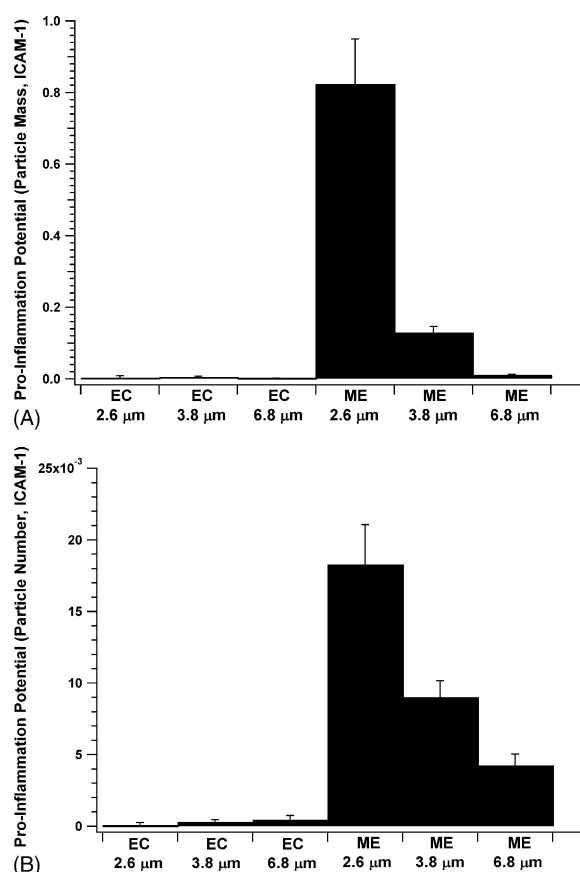 Pro-Inflammation Potential (Particle Mass, ICAM-1)
1.0
0.8
0.6
0.4
0.2
0.0
EC EC EC ME ME ME
2.6 µm 3.8 µm 6.8 µm 2.6 µm 3.8 µm 6.8 µm
(A)
Pro-Inflammation Potential (Particle Number, ICAM-1)
25x10⁻³
20
15
10
5
0
EC EC EC ME ME ME
2.6 µm 3.8 µm 6.8 µm 2.6 µm 3.8 µm 6.8 µm
(B)